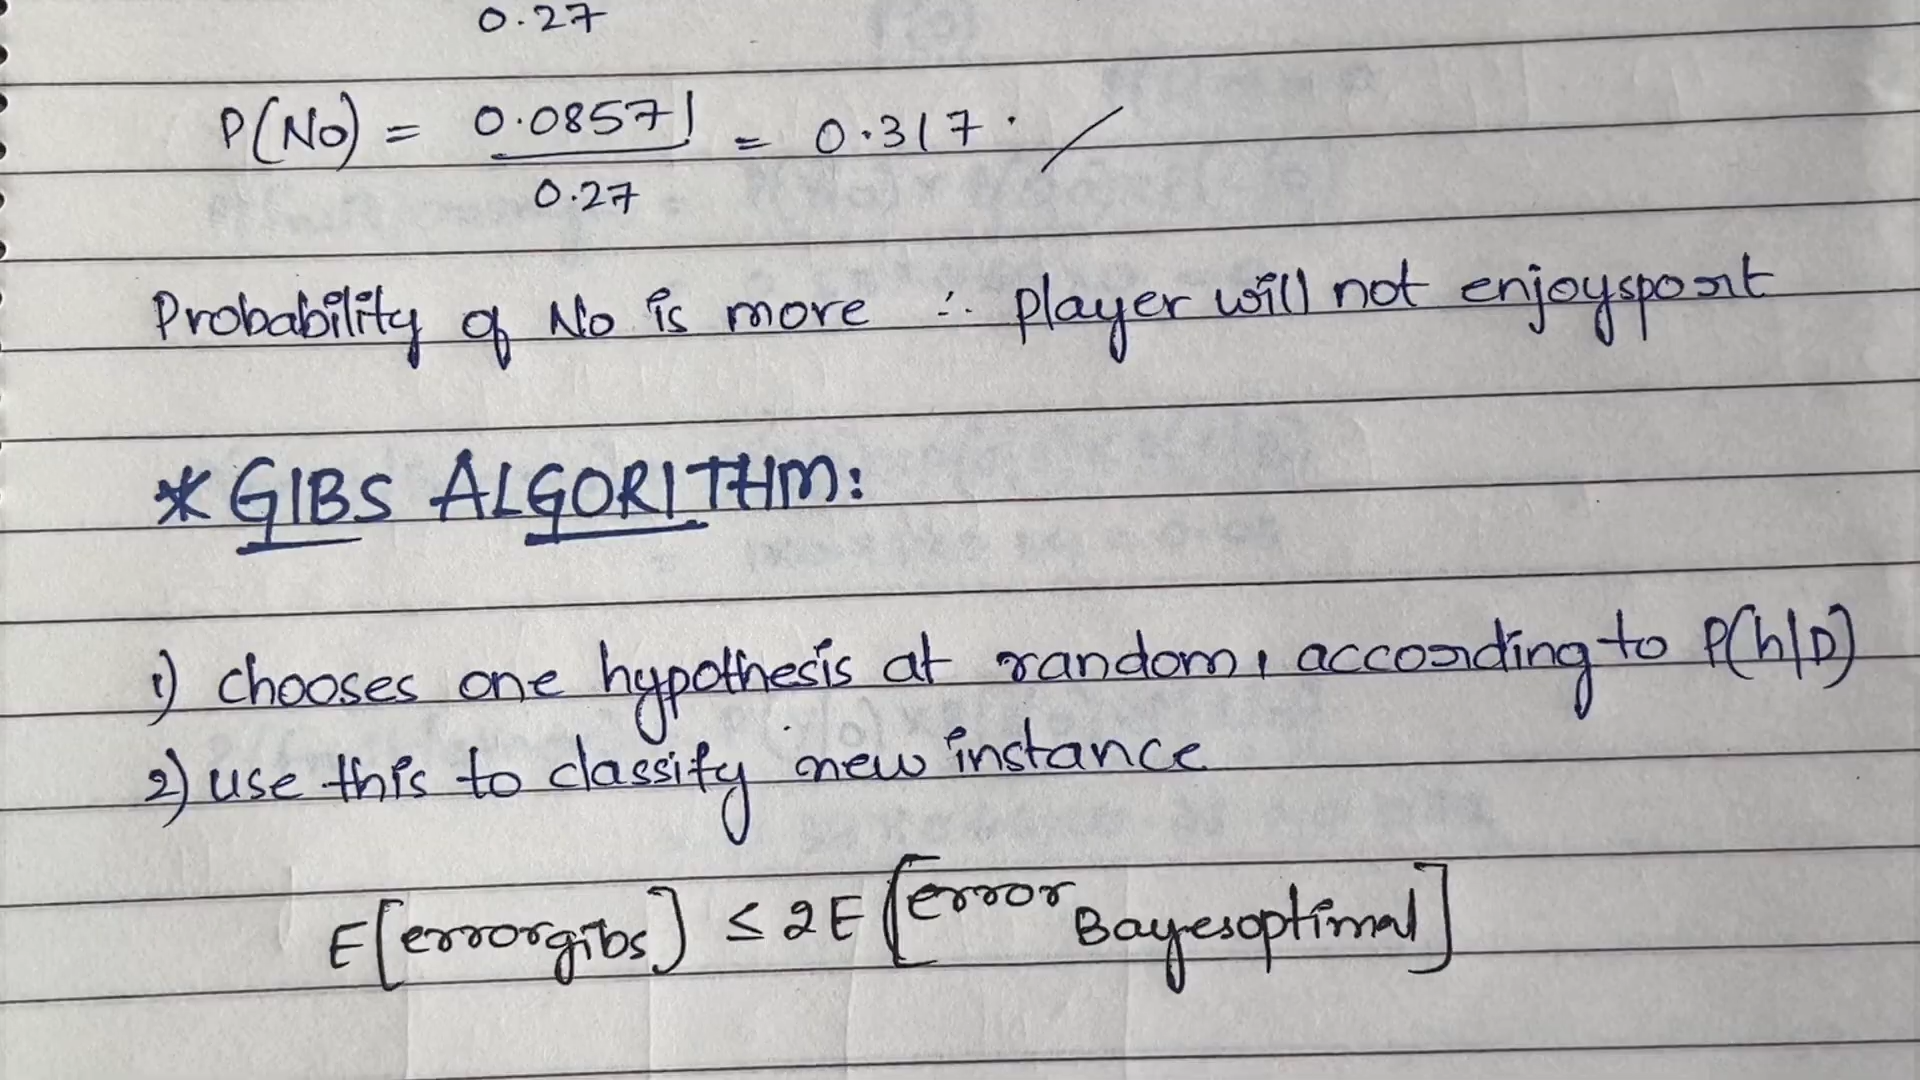 0.27
P(No) = 0.08571 / 0.27 = 0.317.
Probability of No is more ∴ player will not enjoysport
* GIBS ALGORITHM:
1) chooses one hypothesis at random, according to P(h|D)
2) use this to classify new instance
E[errorgibs] ≤ 2E [error Bayesoptimal]